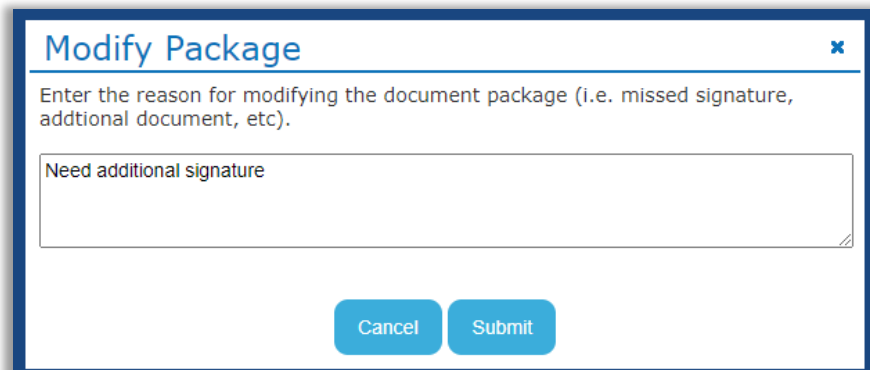 Modify Package
Enter the reason for modifying the document package (i.e. missed signature,
addtional document, etc).
Need additional signature
Cancel Submit